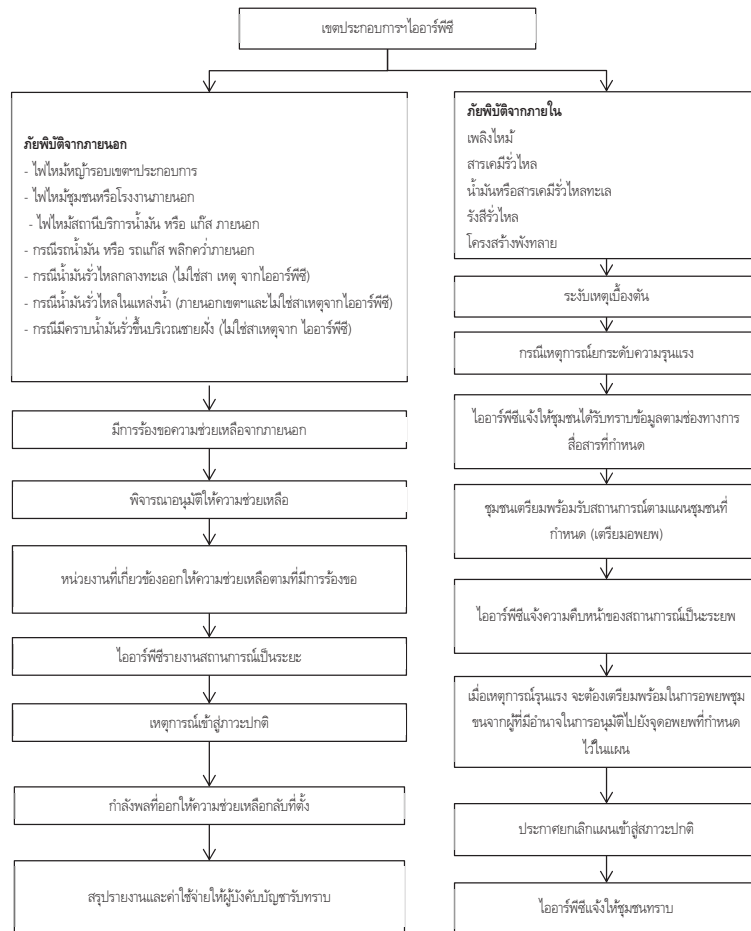 เขตประกอบการฯไออาร์พีซี
ภัยพิบัติจากภายนอก
- ไฟไหม้หญ้ารอบเขตฯประกอบการ
- ไฟไหม้ชุมชนหรือโรงงานภายนอก
- ไฟไหม้สถานีบริการน้ำมัน หรือ แก๊ส ภายนอก
- กรณีรถน้ำมัน หรือ รถแก๊ส พลิกคว่ำภายนอก
- กรณีน้ำมันรั่วไหลกลางทะเล (ไม่ใช่สา เหตุ จากไออาร์พีซี)
- กรณีน้ำมันรั่วไหลในแหล่งน้ำ (ภายนอกเขตฯและไม่ใช่สาเหตุจากไออาร์พีซี)
- กรณีมีคราบน้ำมันรั่วขึ้นบริเวณชายฝั่ง (ไม่ใช่สาเหตุจาก ไออาร์พีซี)
มีการร้องขอความช่วยเหลือจากภายนอก
พิจารณาอนุมัติให้ความช่วยเหลือ
หน่วยงานที่เกี่ยวข้องออกให้ความช่วยเหลือตามที่มีการร้องขอ
ไออาร์พีซีรายงานสถานการณ์เป็นระยะ
เหตุการณ์เข้าสู่ภาวะปกติ
กำลังพลที่ออกให้ความช่วยเหลือกลับที่ตั้ง
สรุปรายงานและค่าใช้จ่ายให้ผู้บังคับบัญชารับทราบ
ภัยพิบัติจากภายใน
เพลิงไหม้
สารเคมีรั่วไหล
น้ำมันหรือสารเคมีรั่วไหลทะเล
รังสีรั่วไหล
โครงสร้างพังทลาย
ระงับเหตุเบื้องต้น
กรณีเหตุการณ์ยกระดับความรุนแรง
ไออาร์พีซีแจ้งให้ชุมชนได้รับทราบข้อมูลตามช่องทางการ
สื่อสารที่กำหนด
ชุมชนเตรียมพร้อมรับสถานการณ์ตามแผนชุมชนที่
กำหนด (เตรียมอพยพ)
ไออาร์พีซีแจ้งความคืบหน้าของสถานการณ์เป็นะระยพ
เมื่อเหตุการณ์รุนแรง จะต้องเตรียมพร้อมในการอพยพชุม
ชนจากผู้ที่มีอำนาจในการอนุมัติไปยังจุดอพยพที่กำหนด
ไว้ในแผน
ประกาศยกเลิกแผนเข้าสู่สภาวะปกติ
ไออาร์พีซีแจ้งให้ชุมชนทราบ